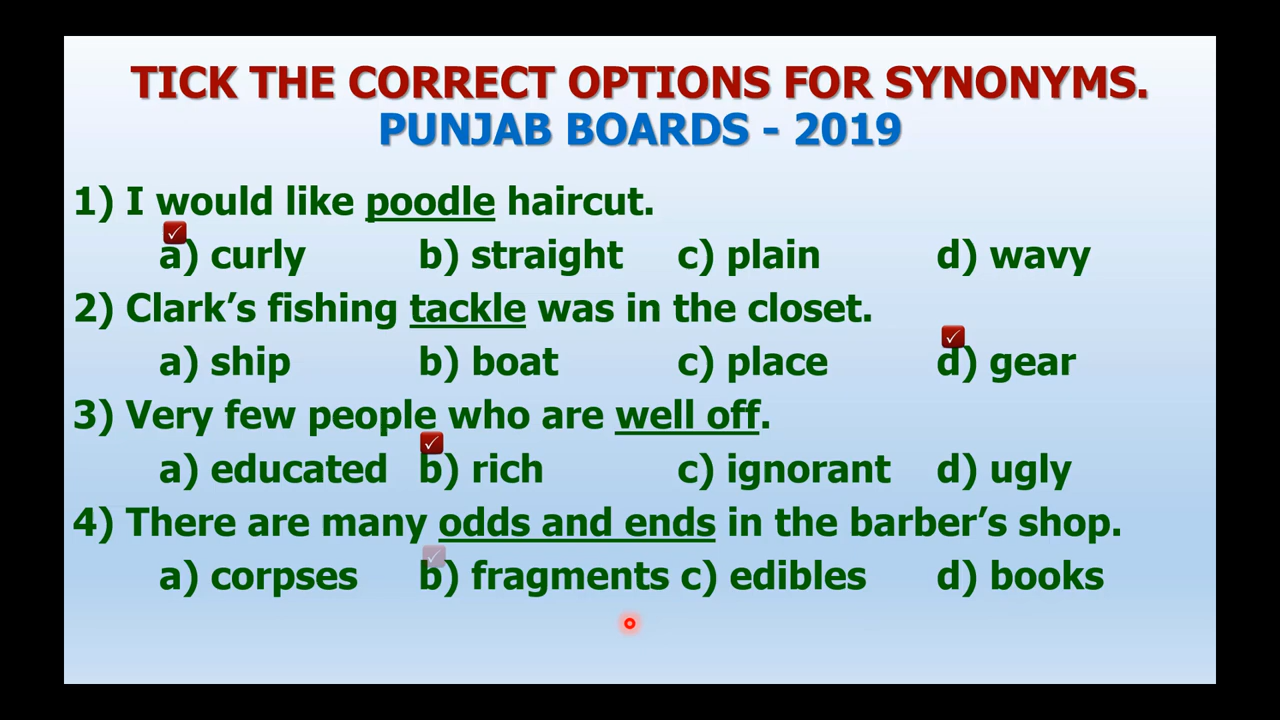 TICK THE CORRECT OPTIONS FOR SYNONYMS.
PUNJAB BOARDS - 2019
1) I would like poodle haircut.
a) curly b) straight c) plain d) wavy
2) Clark’s fishing tackle was in the closet.
a) ship b) boat c) place d) gear
3) Very few people who are well off.
a) educated b) rich c) ignorant d) ugly
4) There are many odds and ends in the barber’s shop.
a) corpses b) fragments c) edibles d) books